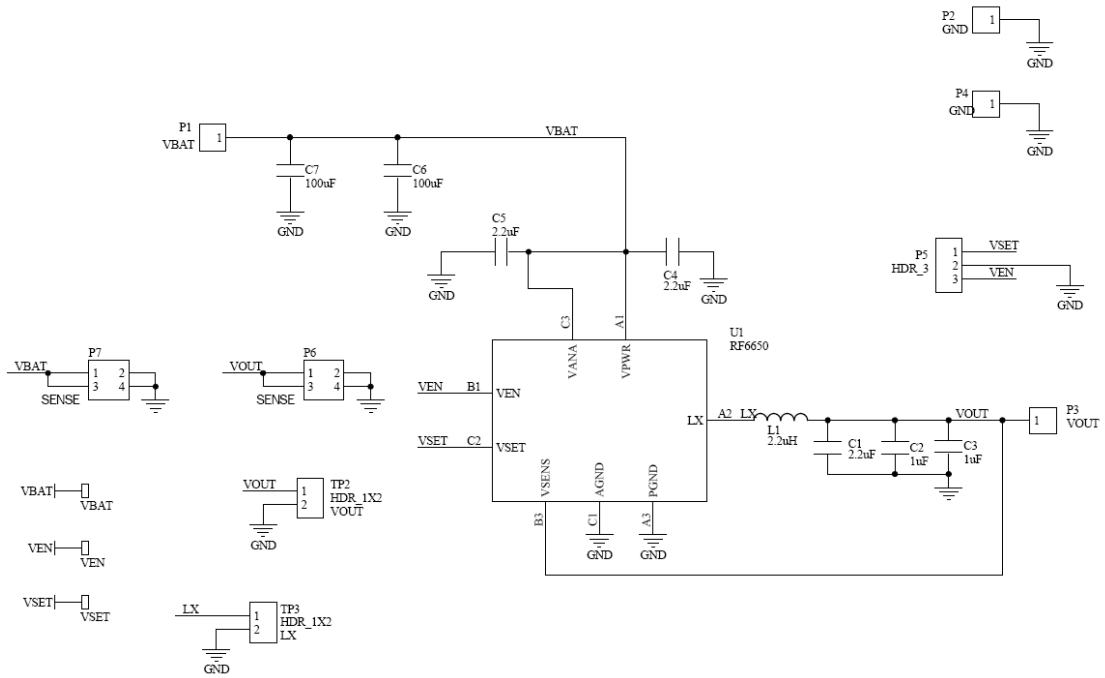 P2
GND
1
GND
P4
GND
1
GND
P1
VBAT
1
VBAT
C7
100uF
GND
C6
100uF
GND
C5
2.2uF
GND
C4
2.2uF
GND
P5
HDR_3
1
2
3
VSET
VEN
GND
U1
RF6650
C3
A1
VANA
VPWR
VEN B1 VEN
VSET C2 VSET
LX A2 LX
L1
2.2uH
VSENS
AGND
PGND
B3
C1
A3
GND
GND
C1
2.2uF
C2
1uF
C3
1uF
VOUT
1
P3
VOUT
P7
VBAT
1 2
3 4
SENSE
P6
VOUT
1 2
3 4
SENSE
VBAT
VBAT
VEN
VEN
VSET
VSET
VOUT
1
2
TP2
HDR_1X2
VOUT
GND
LX
1
2
TP3
HDR_1X2
LX
GND